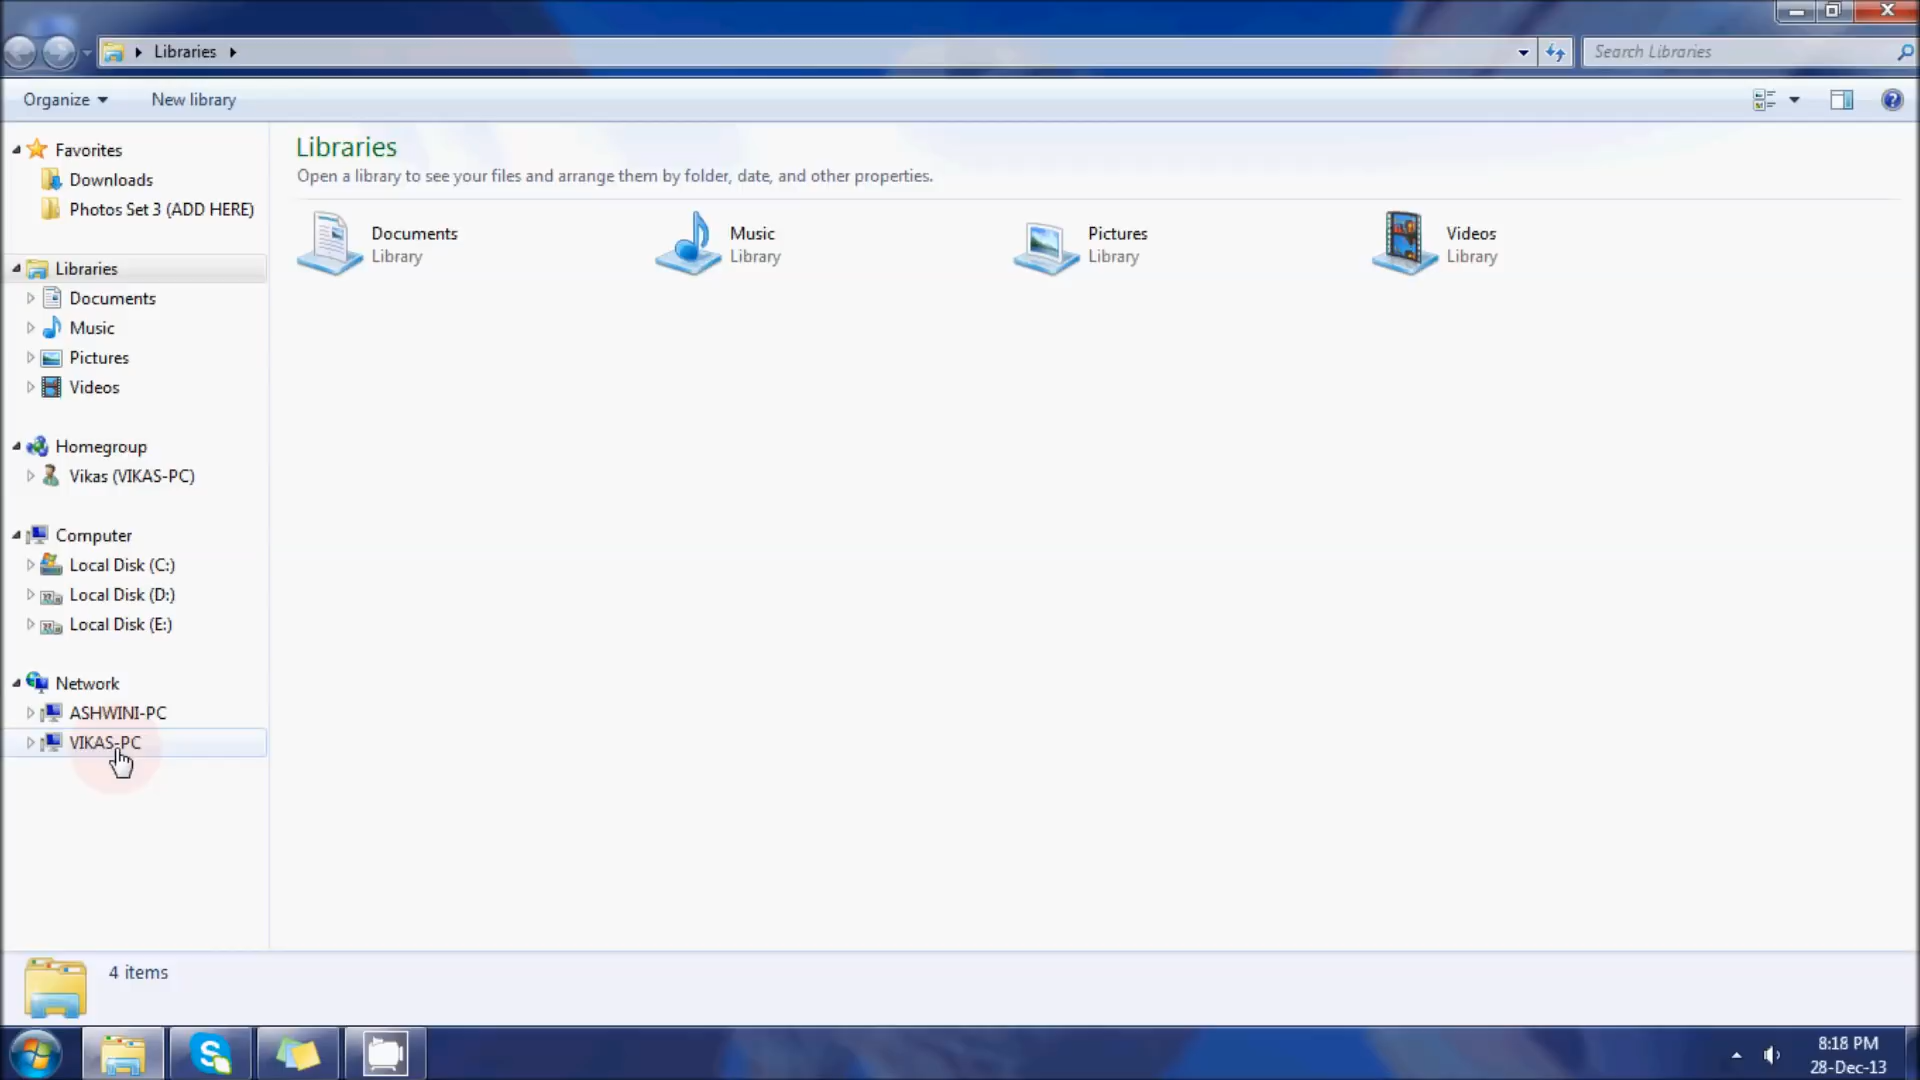 Libraries
Search Libraries
Organize
New library
Favorites
Downloads
Photos Set 3 (ADD HERE)
Libraries
Documents
Music
Pictures
Videos
Homegroup
Vikas (VIKAS-PC)
Computer
Local Disk (C:)
Local Disk (D:)
Local Disk (E:)
Network
ASHWINI-PC
VIKAS-PC
Libraries
Open a library to see your files and arrange them by folder, date, and other properties.
Documents
Library
Music
Library
Pictures
Library
Videos
Library
4 items
8:18 PM
28-Dec-13